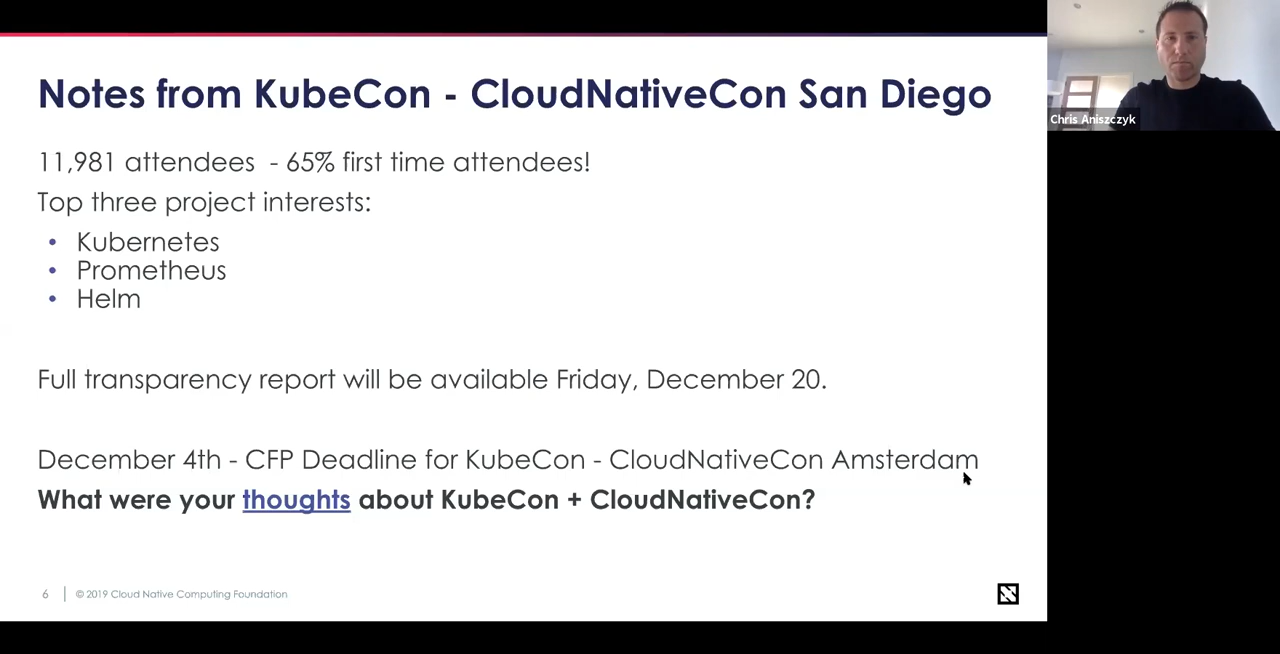 Notes from KubeCon - CloudNativeCon San Diego
11,981 attendees - 65% first time attendees!
Top three project interests:
• Kubernetes
• Prometheus
• Helm
Full transparency report will be available Friday, December 20.
December 4th - CFP Deadline for KubeCon - CloudNativeCon Amsterdam
What were your thoughts about KubeCon + CloudNativeCon?
6
© 2019 Cloud Native Computing Foundation
Chris Aniszczyk